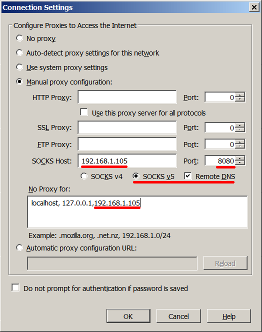 Connection Settings
Configure Proxies to Access the Internet
No proxy
Auto-detect proxy settings for this network
Use system proxy settings
Manual proxy configuration:
HTTP Proxy: Port: 0
Use this proxy server for all protocols
SSL Proxy: Port: 0
FTP Proxy: Port: 0
SOCKS Host: 192.168.1.105 Port: 8080
SOCKS v4 SOCKS v5 Remote DNS
No Proxy for:
localhost, 127.0.0.1,192.168.1.105
Example: .mozilla.org, .net.nz, 192.168.1.0/24
Automatic proxy configuration URL:
Reload
Do not prompt for authentication if password is saved
OK Cancel Help